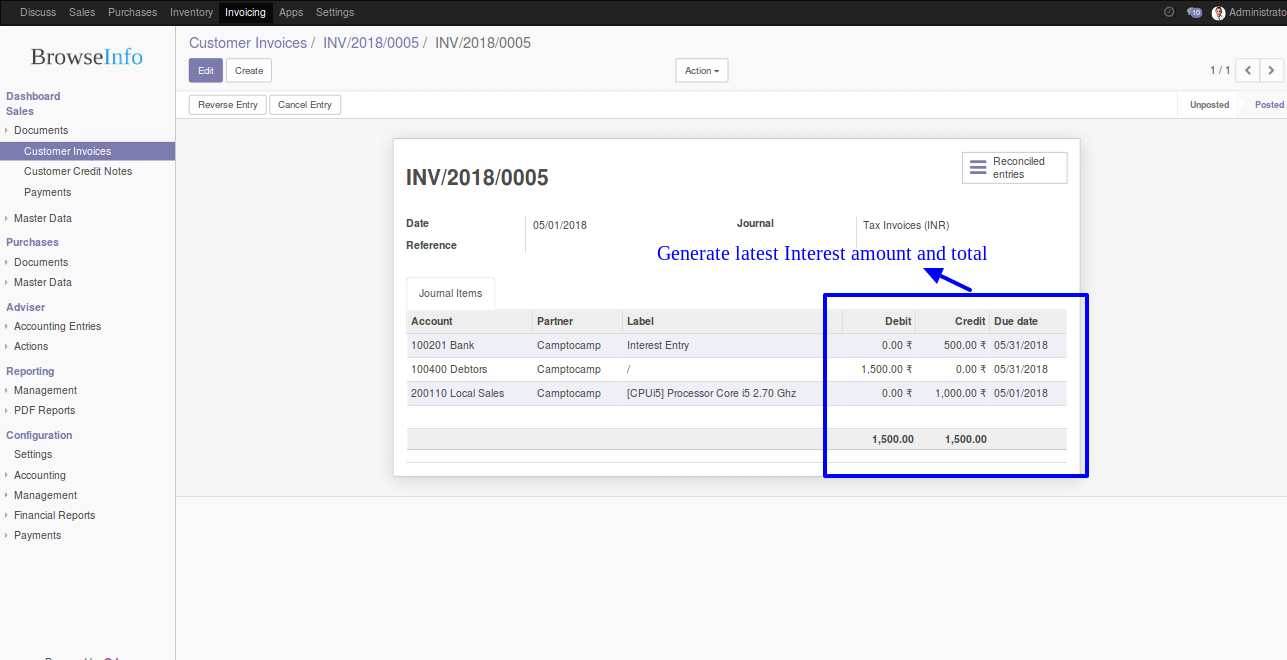 Discuss Sales Purchases Inventory Invoicing Apps Settings 10 Administrato
BrowseInfo
Dashboard
Sales
Documents
Customer Invoices
Customer Credit Notes
Payments
Master Data
Purchases
Documents
Master Data
Adviser
Accounting Entries
Actions
Reporting
Management
PDF Reports
Configuration
Settings
Accounting
Management
Financial Reports
Payments
Customer Invoices / INV/2018/0005 / INV/2018/0005
Edit Create Action 1 / 1
Reverse Entry Cancel Entry Unposted Posted
INV/2018/0005
Reconciled
entries
Date 05/01/2018 Journal Tax Invoices (INR)
Reference
Generate latest Interest amount and total
Journal Items
Account Partner Label Debit Credit Due date
100201 Bank Camptocamp Interest Entry 0.00 ₹ 500.00 ₹ 05/31/2018
100400 Debtors Camptocamp / 1,500.00 ₹ 0.00 ₹ 05/31/2018
200110 Local Sales Camptocamp [CPUi5] Processor Core i5 2.70 Ghz 0.00 ₹ 1,000.00 ₹ 05/01/2018
1,500.00 1,500.00